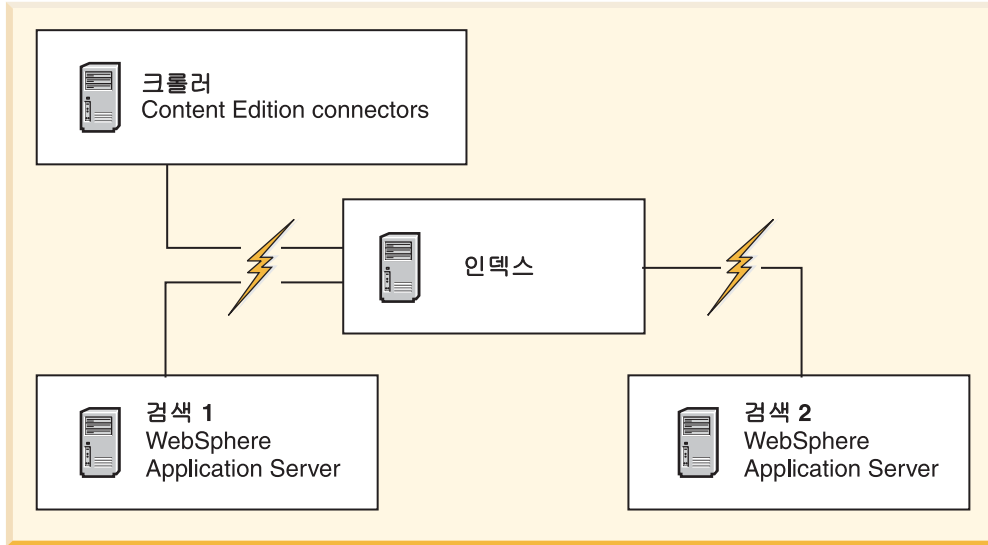 크롤러
Content Edition connectors
인덱스
검색 1
WebSphere
Application Server
검색 2
WebSphere
Application Server